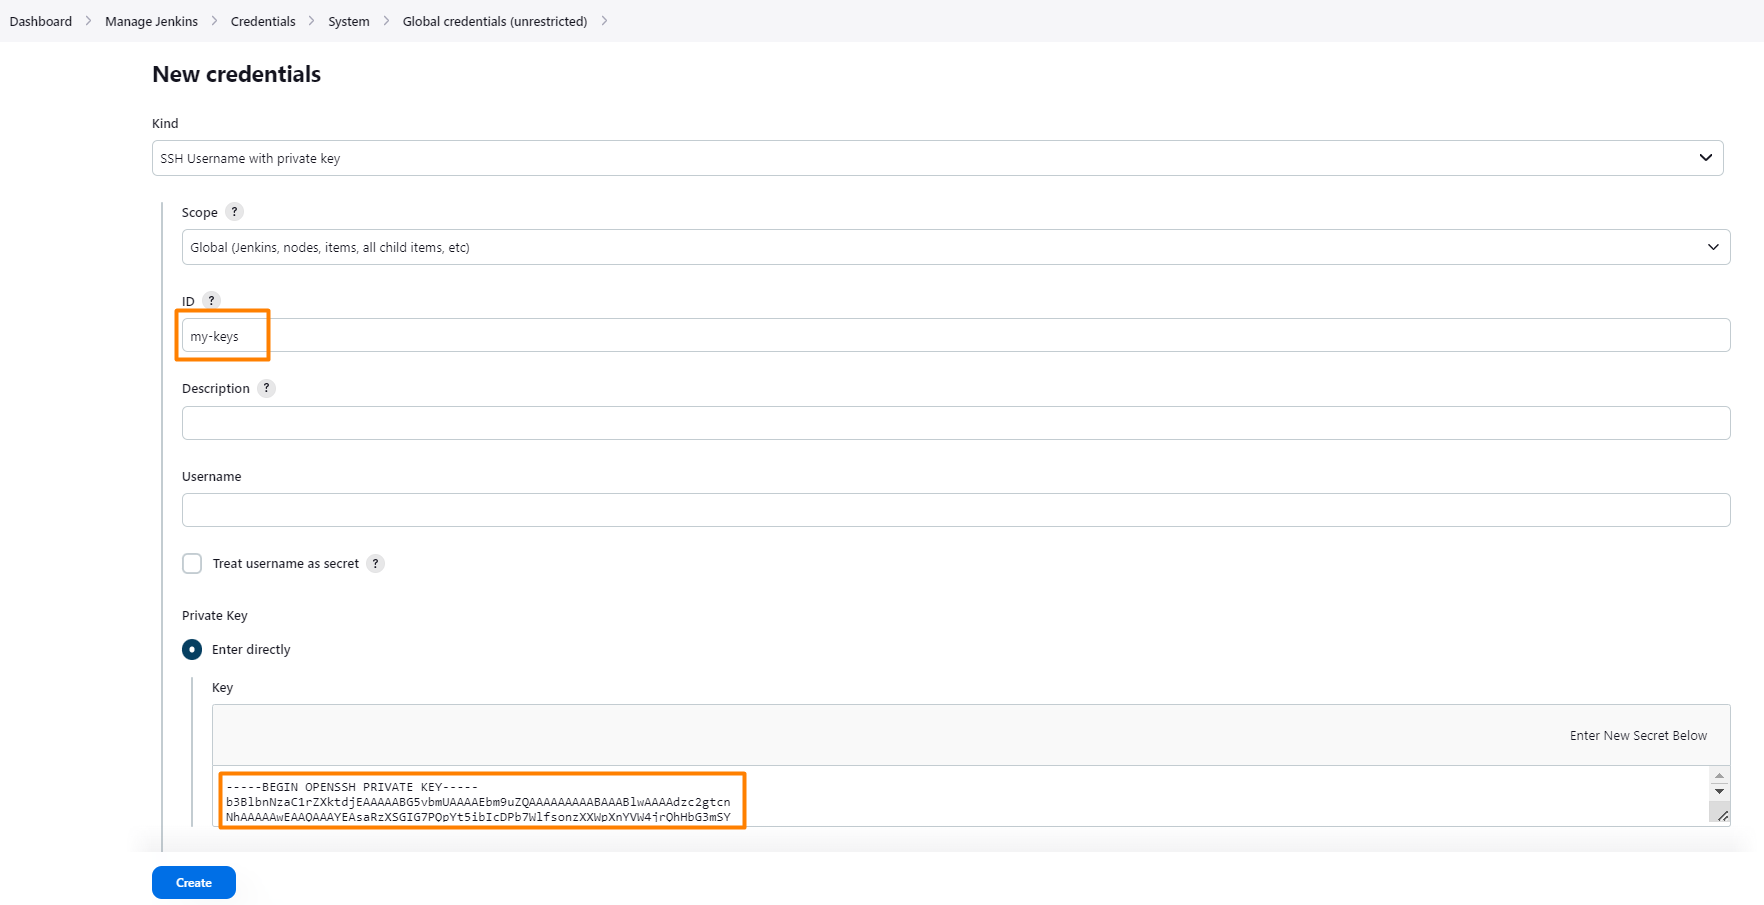 Dashboard > Manage Jenkins > Credentials > System > Global credentials (unrestricted) >
New credentials
Kind
SSH Username with private key
Scope ?
Global (Jenkins, nodes, items, all child items, etc)
ID ?
my-keys
Description ?
Username
Treat username as secret ?
Private Key
Enter directly
Key
Enter New Secret Below
-----BEGIN OPENSSH PRIVATE KEY-----
b3BlbnNzaC1rZXktdjEAAAAABG5vbmUAAAAEbm9uZQAAAAAAAAABAAABlwAAAAdzc2gtcn
NhAAAAAwEAAQAAAYEAsaRzXSGIG7PQpYt5ibIcDPb7WlfsonzXXWpXnYVW4jrQhHbG3mSY
Create